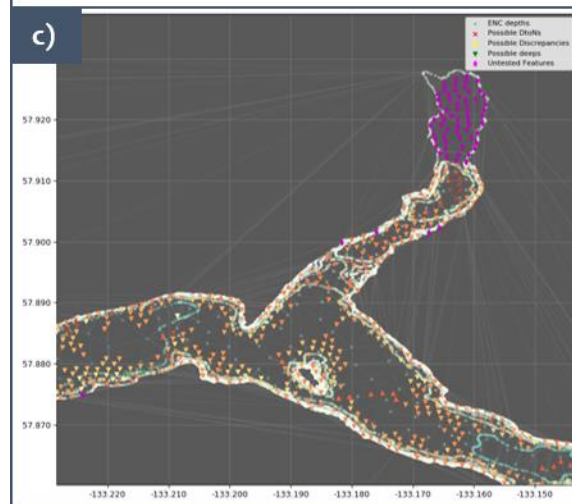 c)
ENC depths
Possible DtoNs
Possible Discrepancies
Possible deeps
Untested Features
57.920
57.910
57.900
57.890
57.880
57.870
-133.220 -133.210 -133.200 -133.190 -133.180 -133.170 -133.160 -133.150